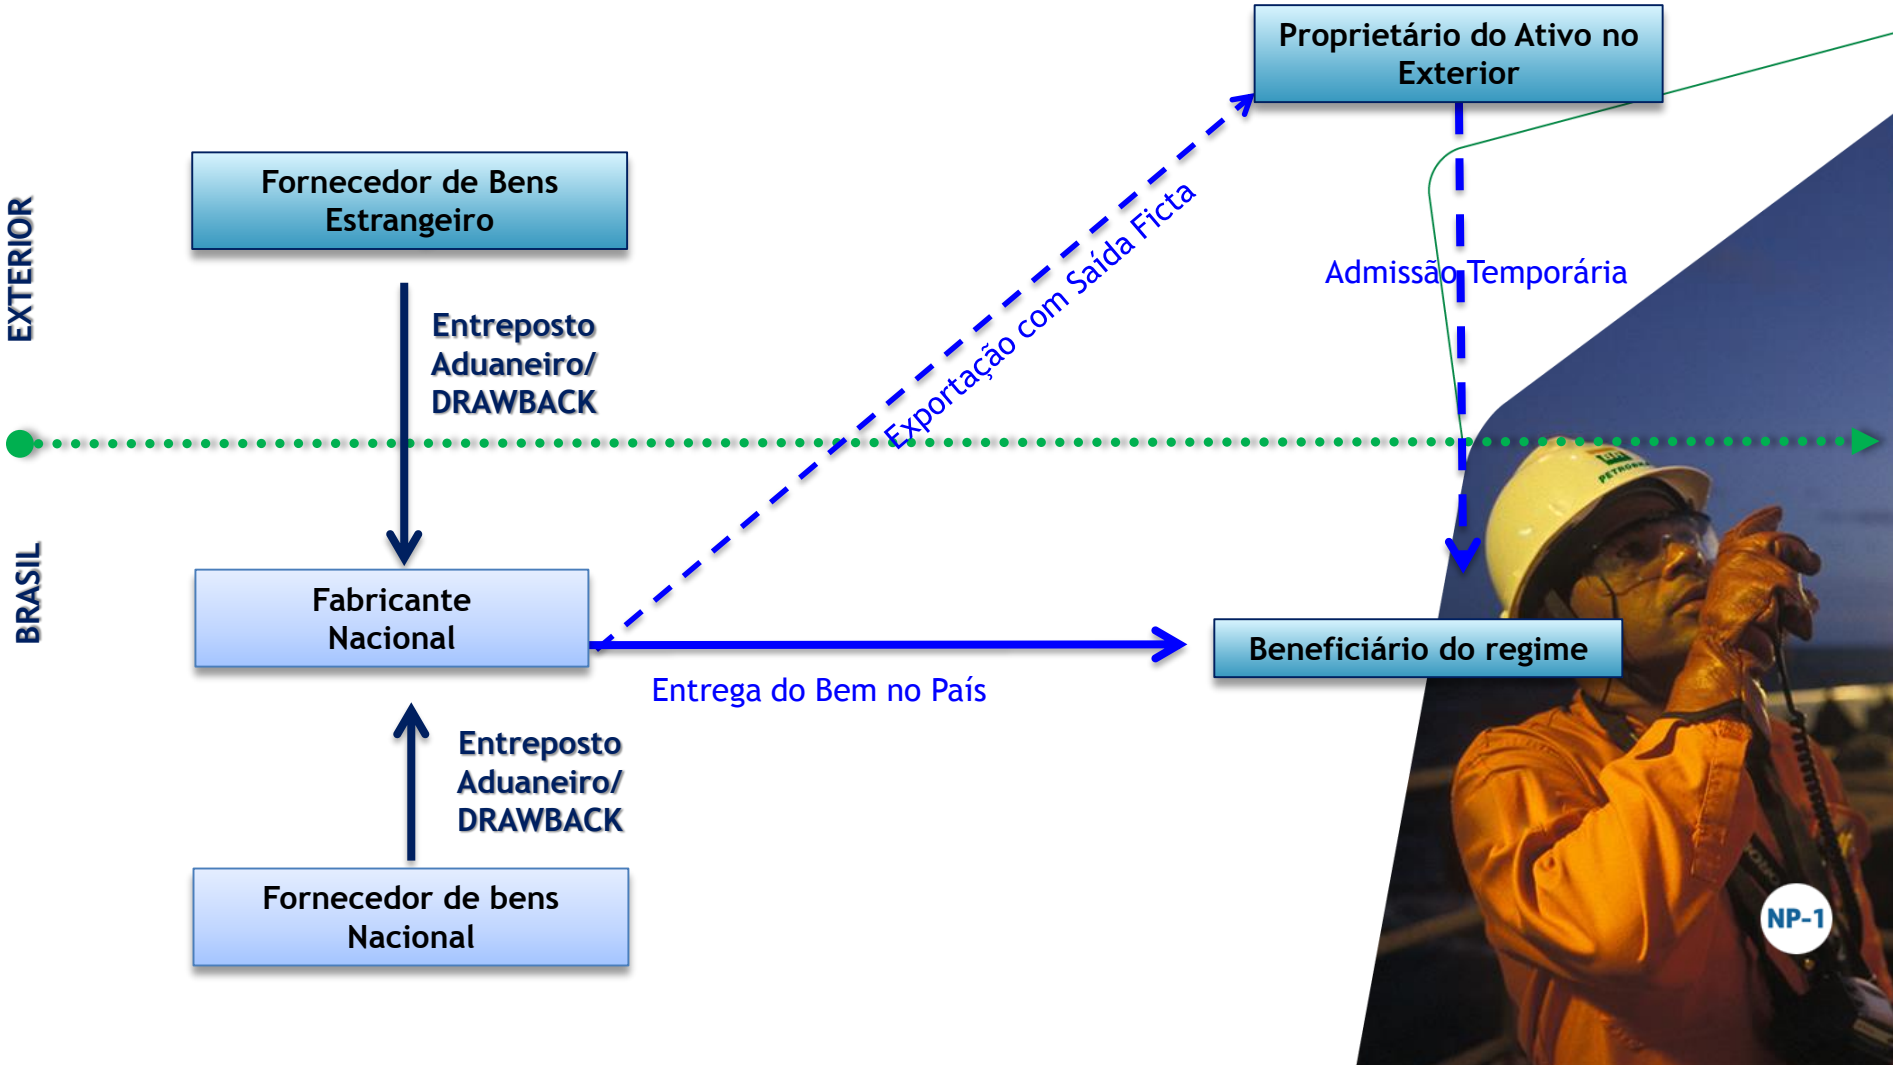 Proprietário do Ativo no
Exterior
Fornecedor de Bens
Estrangeiro
EXTERIOR
Entreposto
Aduaneiro/
DRAWBACK
Exportação com Saída Ficta
Admissão Temporária
BRASIL
Fabricante
Nacional
Entrega do Bem no País
Beneficiário do regime
Entreposto
Aduaneiro/
DRAWBACK
Fornecedor de bens
Nacional
BR
PETROBRAS
NP-1